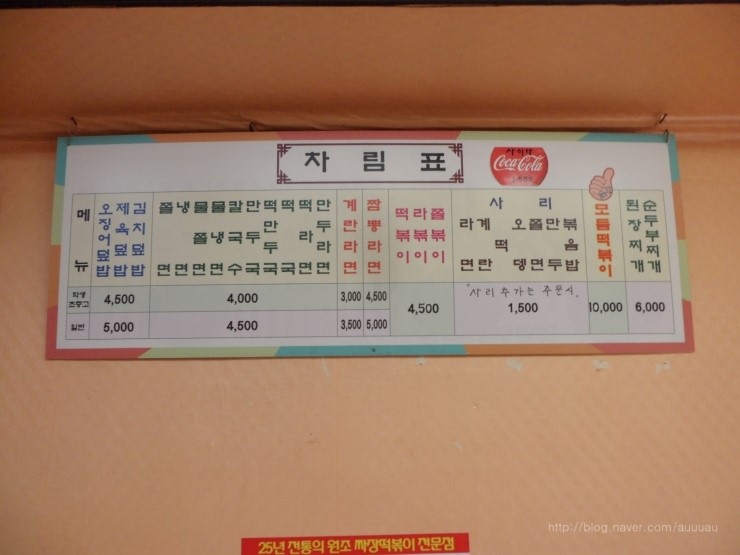 차림표
사이다
Coca-Cola
메뉴
오징어덮밥
제육덮밥
김치덮밥
쫄면
냉면
물쫄면
물냉면
칼국수
만두국
떡만두국
떡국
떡라면
만두라면
계란라면
짬뽕라면
떡볶이
라볶이
쫄볶이
사리
라면
계란
떡
오뎅
쫄면
만두
볶음밥
모듬떡볶이
된장찌개
순두부찌개
학생 초중고 4,500 4,000 3,000 4,500
일반 5,000 4,500 3,500 5,000
4,500
"사리 추가는 주문시"
1,500
10,000
6,000
25년 전통의 원조 짜장떡볶이 전문점
http://blog.naver.com/auuuau